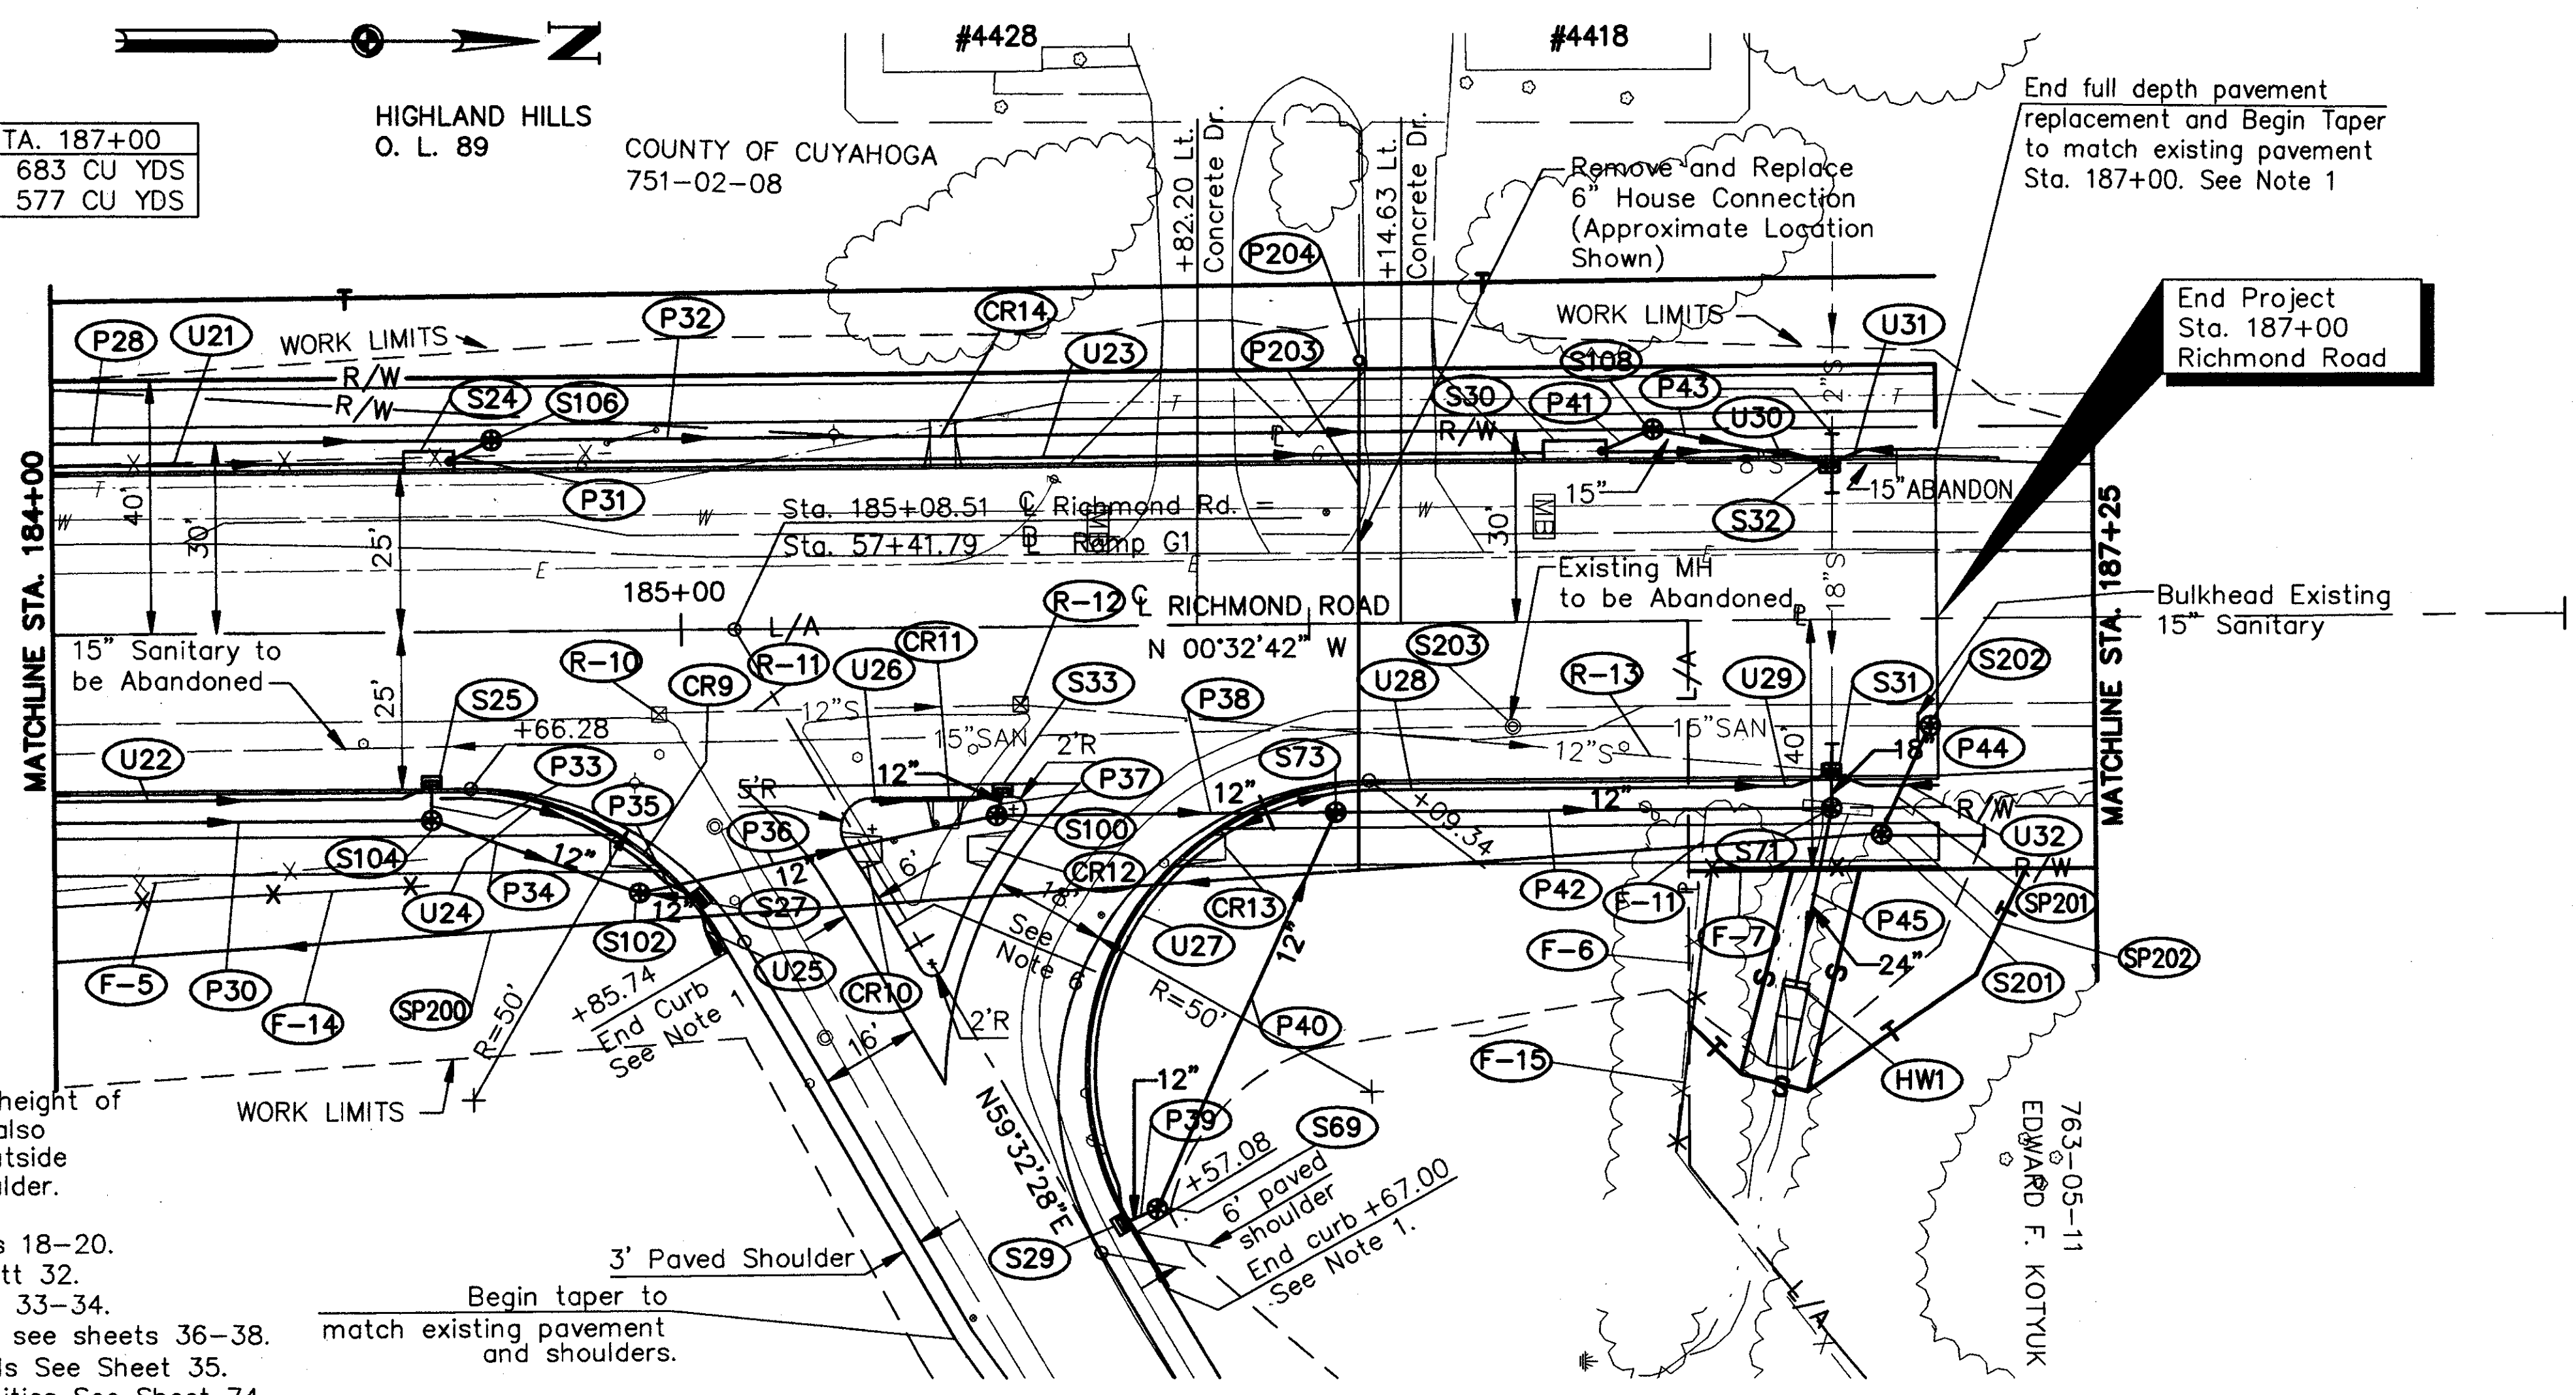 N
#4428
#4418
HIGHLAND HILLS
O. L. 89
COUNTY OF CUYAHOGA
751-02-08
TA. 187+00
683 CU YDS
577 CU YDS
+82.20 Lt.
Concrete Dr.
+14.63 Lt.
Concrete Dr.
End full depth pavement
replacement and Begin Taper
to match existing pavement
Sta. 187+00. See Note 1
Remove and Replace
6" House Connection
(Approximate Location
Shown)
End Project
Sta. 187+00
Richmond Road
P204
T
T
WORK LIMITS
WORK LIMITS
P28
U21
P32
CR14
U23
P203
S108
U31
R/W
R/W
S24
S106
S30
P41
P43
U30
12"S
R/W
P31
15"
S32
15"ABANDON
MATCHLINE STA. 184+00
MATCHLINE STA. 187+25
40'
30'
25'
30'
MB
MB
Sta. 185+08.51 ℄ Richmond Rd. =
Sta. 57+41.79 Ramp G1
18"S
185+00
L/A
R-12
℄ RICHMOND ROAD
N 00°32'42" W
Existing MH
to be Abandoned
Bulkhead Existing
15" Sanitary
15" Sanitary to
be Abandoned
25'
R-10
R-11
CR9
U26
CR11
S33
P38
S203
U28
R-13
L/A
U29
S31
S202
S25
+66.28
12"S
15"SAN
2'R
15"SAN
12"S
40'
18"
P44
U22
P33
P35
5'R
12"
P37
S73
12"
12"
R/W
U32
P36
S100
+09.34
S104
12"
12"
6'
CR12
S71
R/W
U24
P34
S27
12"
18'
See
Note
CR13
P42
F-11
SP201
S102
U25
CR10
U27
12"
F-6
F-7
P45
24"
S
S
S
SP202
S201
F-5
P30
F-14
SP200
R=50'
+85.74
End Curb
See Note 1
16'
2'R
R=50'
P40
F-15
T
T
T
HW1
WORK LIMITS
N59°32'28"E
12"
P39
S69
+57.08
6' paved
shoulder
End curb +67.00
See Note 1.
S29
763-05-11
EDWARD F. KOTYUK
L/A
3' Paved Shoulder
Begin taper to
match existing pavement
and shoulders.
height of
also
utside
ulder.
s 18-20.
tt 32.
33-34.
see sheets 36-38.
ls See Sheet 35.
See Sheet 74